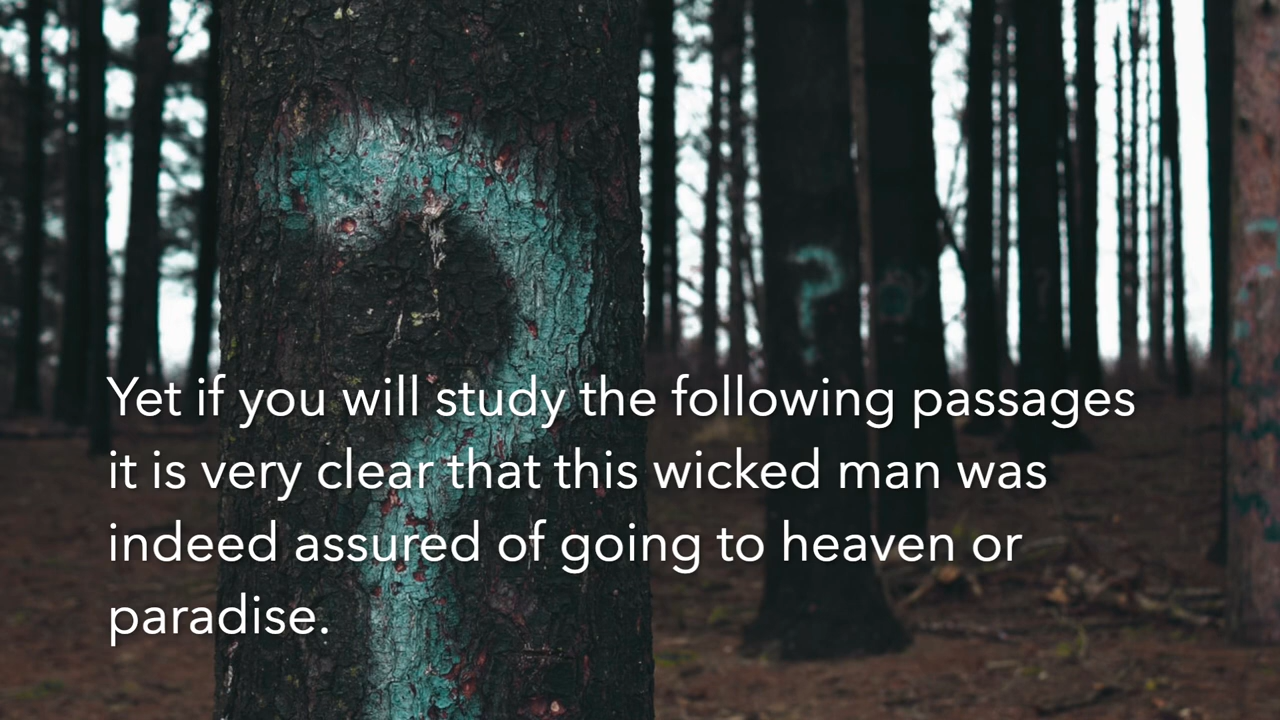 ?
?
Yet if you will study the following passages
it is very clear that this wicked man was
indeed assured of going to heaven or
paradise.